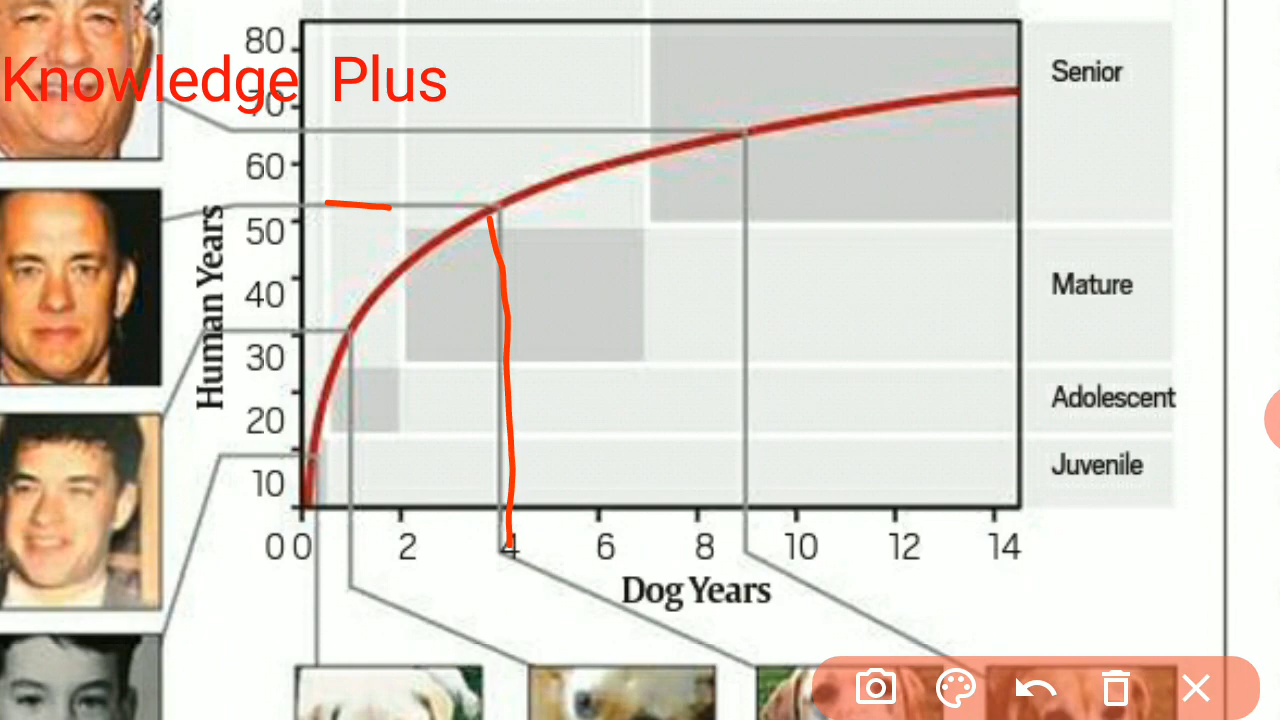 Knowledge Plus
80
70
60
50
40
30
20
10
0
Human Years
0 2 4 6 8 10 12 14
Dog Years
Senior
Mature
Adolescent
Juvenile